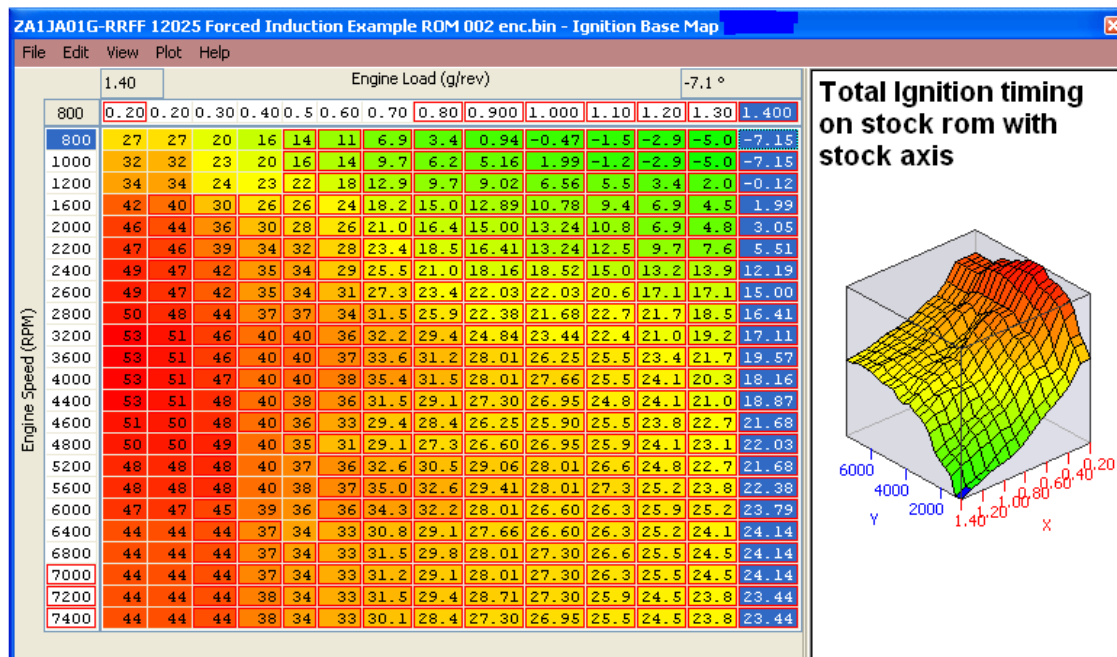 ZA1JA01G-RRFF 12025 Forced Induction Example ROM 002 enc.bin - Ignition Base Map
File Edit View Plot Help
1.40 Engine Load (g/rev) -7.1 °
800 0.20 0.20 0.30 0.40 0.5 0.60 0.70 0.80 0.900 1.000 1.10 1.20 1.30 1.400
800 27 27 20 16 14 11 6.9 3.4 0.94 -0.47 -1.5 -2.9 -5.0 -7.15
1000 32 32 23 20 16 14 9.7 6.2 5.16 1.99 -1.2 -2.9 -5.0 -7.15
1200 34 34 24 23 22 18 12.9 9.7 9.02 6.56 5.5 3.4 2.0 -0.12
1600 42 40 30 26 26 24 18.2 15.0 12.89 10.78 9.4 6.9 4.5 1.99
2000 46 44 36 30 28 26 21.0 16.4 15.00 13.24 10.8 6.9 4.8 3.05
2200 47 46 39 34 32 28 23.4 18.5 16.41 13.24 12.5 9.7 7.6 5.51
2400 49 47 42 35 34 29 25.5 21.0 18.16 18.52 15.0 13.2 13.9 12.19
2600 49 47 42 35 34 31 27.3 23.4 22.03 22.03 20.6 17.1 17.1 15.00
2800 50 48 44 37 37 34 31.5 25.9 22.38 21.68 22.7 21.7 18.5 16.41
3200 53 51 46 40 40 36 32.2 29.4 24.84 23.44 22.4 21.0 19.2 17.11
3600 53 51 46 40 40 37 33.6 31.2 28.01 26.25 25.5 23.4 21.7 19.57
4000 53 51 47 40 40 38 35.4 31.5 28.01 27.66 25.5 24.1 20.3 18.16
4400 53 51 48 40 38 36 31.5 29.1 27.30 26.95 24.8 24.1 21.0 18.87
4600 51 50 48 40 36 33 29.4 28.4 26.25 25.90 25.5 23.8 22.7 21.68
4800 50 50 49 40 35 31 29.1 27.3 26.60 26.95 25.9 24.1 23.1 22.03
5200 48 48 48 40 37 36 32.6 30.5 29.06 28.01 26.6 24.8 22.7 21.68
5600 48 48 48 40 38 37 35.0 32.6 29.41 28.01 27.3 25.2 23.8 22.38
6000 47 47 45 39 36 36 34.3 32.2 28.01 26.60 26.3 25.9 25.2 23.79
6400 44 44 44 37 34 33 30.8 29.1 27.66 26.60 26.3 25.2 24.1 24.14
6800 44 44 44 37 34 33 31.5 29.8 28.01 27.30 26.6 25.5 24.5 24.14
7000 44 44 44 37 34 33 31.2 29.1 28.01 27.30 26.3 25.5 24.5 24.14
7200 44 44 44 38 34 33 31.5 29.4 28.71 27.30 25.9 24.5 23.8 23.44
7400 44 44 44 38 34 33 30.1 28.4 27.30 26.95 25.5 24.5 23.8 23.44
Engine Speed (RPM)
Total Ignition timing
on stock rom with
stock axis
6000 4000 2000
Y
1.40 1.20 1.00 0.80 0.60 0.40 0.20
X